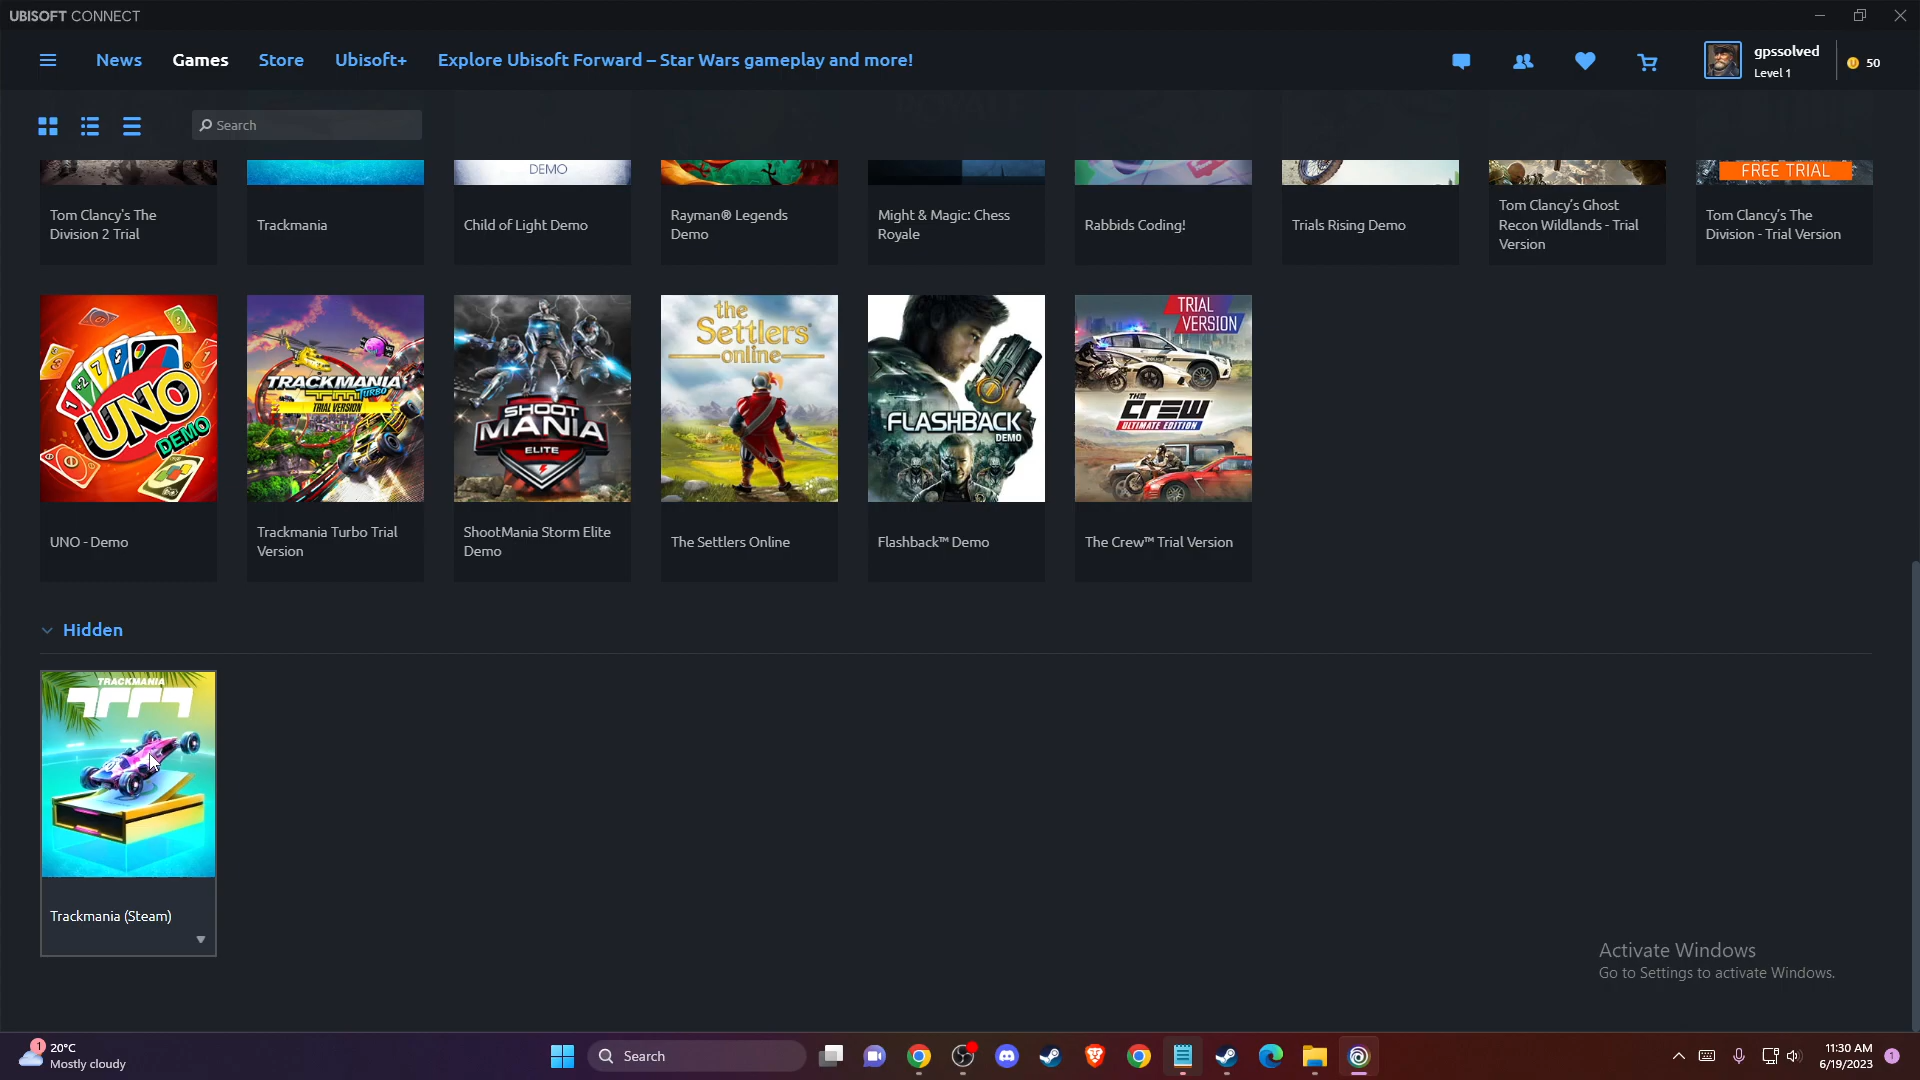 UBISOFT CONNECT
News
Games
Store
Ubisoft+
Explore Ubisoft Forward – Star Wars gameplay and more!
gpssolved
Level 1
50
Search
DEMO
FREE TRIAL
Tom Clancy's The
Division 2 Trial
Trackmania
Child of Light Demo
Rayman® Legends
Demo
Might & Magic: Chess
Royale
Rabbids Coding!
Trials Rising Demo
Tom Clancy's Ghost
Recon Wildlands - Trial
Version
Tom Clancy's The
Division - Trial Version
UNO
DEMO
TRACKMANIA
TURBO
TRIAL VERSION
SHOOT
MANIA
ELITE
the
Settlers
online
FLASHBACK
DEMO
TRIAL
VERSION
THE
CREW
ULTIMATE EDITION
UNO - Demo
Trackmania Turbo Trial
Version
ShootMania Storm Elite
Demo
The Settlers Online
Flashback™ Demo
The Crew™ Trial Version
Hidden
TRACKMANIA
Trackmania (Steam)
Activate Windows
Go to Settings to activate Windows.
1
20°C
Mostly cloudy
Search
11:30 AM
6/19/2023
1